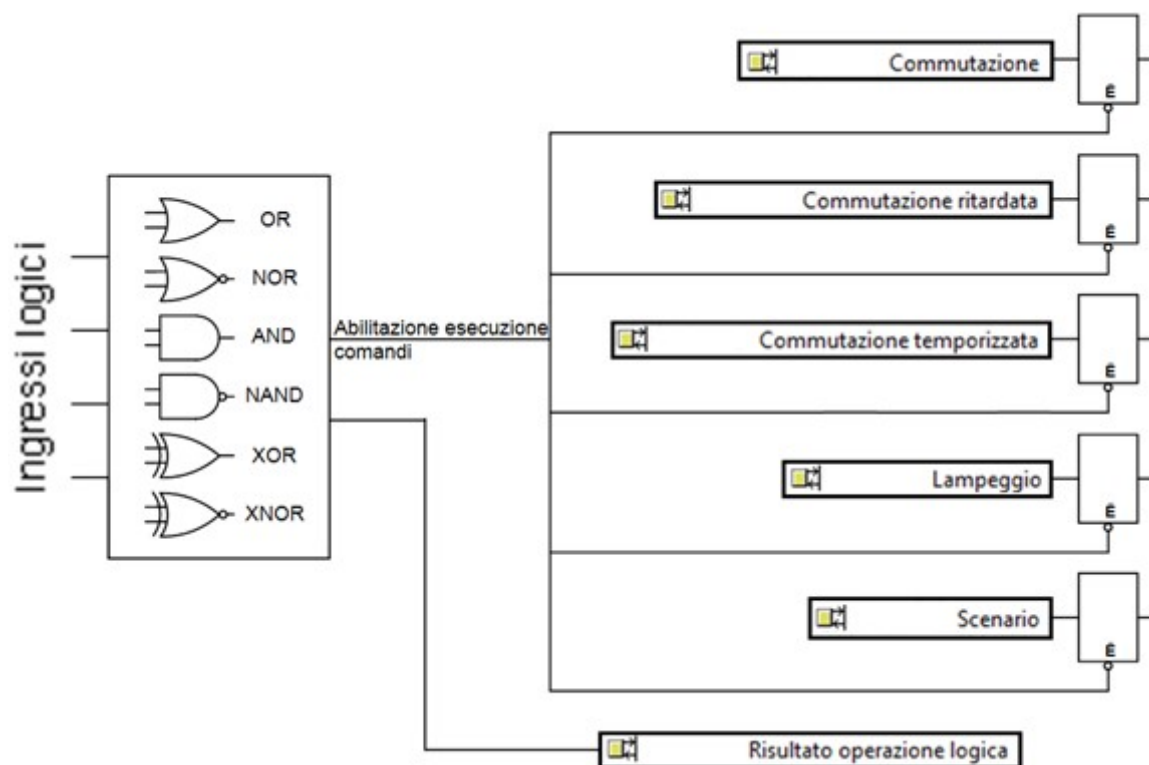 Ingressi logici
OR
NOR
AND
NAND
XOR
XNOR
Abilitazione esecuzione
comandi
Commutazione
E
Commutazione ritardata
E
Commutazione temporizzata
E
Lampeggio
E
Scenario
E
Risultato operazione logica